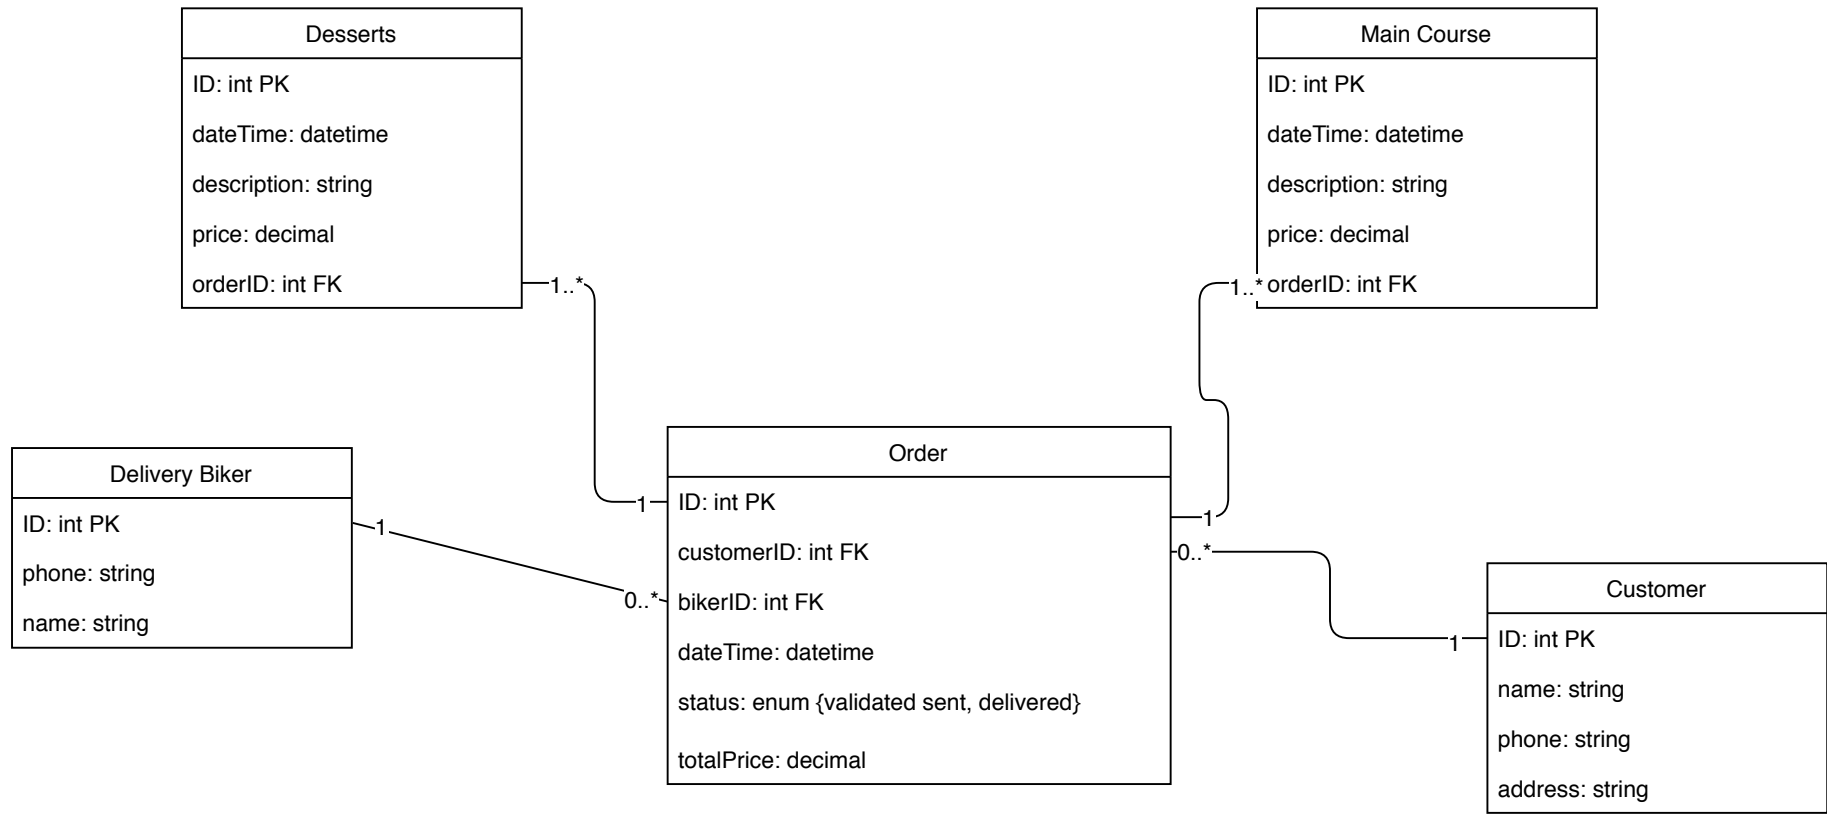 Desserts
ID: int PK
dateTime: datetime
description: string
price: decimal
orderID: int FK
1..*
1
Main Course
ID: int PK
dateTime: datetime
description: string
price: decimal
orderID: int FK
1..*
1
Delivery Biker
ID: int PK
phone: string
name: string
1
0..*
Order
ID: int PK
customerID: int FK
bikerID: int FK
dateTime: datetime
status: enum {validated sent, delivered}
totalPrice: decimal
0..*
1
Customer
ID: int PK
name: string
phone: string
address: string